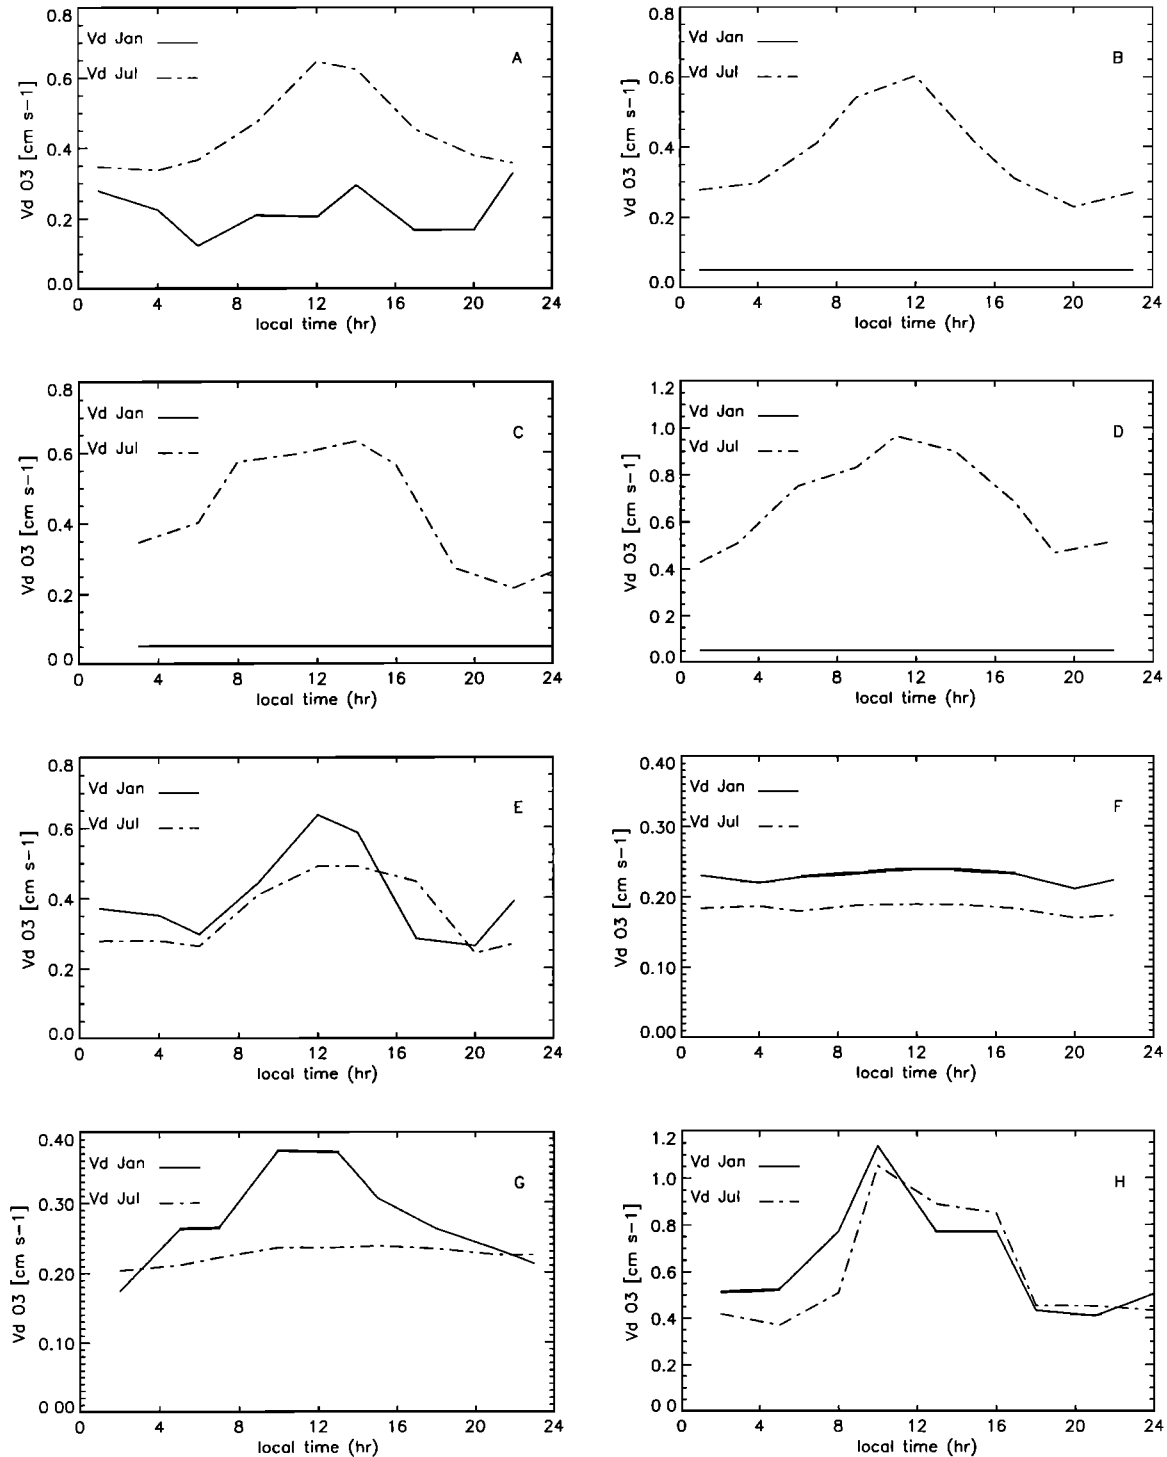 0.8
Vd Jan
A
Vd Jul
0.6
0.4
0.2
0.0
Vd O3 [cm s-1]
0 4 8 12 16 20 24
local time (hr)
0.8
Vd Jan
B
Vd Jul
0.6
0.4
0.2
0.0
Vd O3 [cm s-1]
0 4 8 12 16 20 24
local time (hr)
0.8
Vd Jan
C
Vd Jul
0.6
0.4
0.2
0 0
Vd O3 [cm s-1]
0 4 8 12 16 20 24
local time (hr)
1.2
Vd Jan
D
1.0
Vd Jul
0.8
0.6
0.4
0.2
0.0
Vd O3 [cm s-1]
0 4 8 12 16 20 24
local time (hr)
0.8
Vd Jan
E
Vd Jul
0.6
0.4
0.2
0.0
Vd O3 [cm s-1]
0 4 8 12 16 20 24
local time (hr)
0.40
Vd Jan
F
Vd Jul
0.30
0.20
0.10
0.00
Vd O3 [cm s-1]
0 4 8 12 16 20 24
local time (hr)
0.40
Vd Jan
G
Vd Jul
0.30
0.20
0.10
0 00
Vd O3 [cm s-1]
0 4 8 12 16 20 24
local time (hr)
1.2
Vd Jan
H
1.0
Vd Jul
0.8
0.6
0.4
0.2
0 0
Vd O3 [cm s-1]
0 4 8 12 16 20 24
local time (hr)